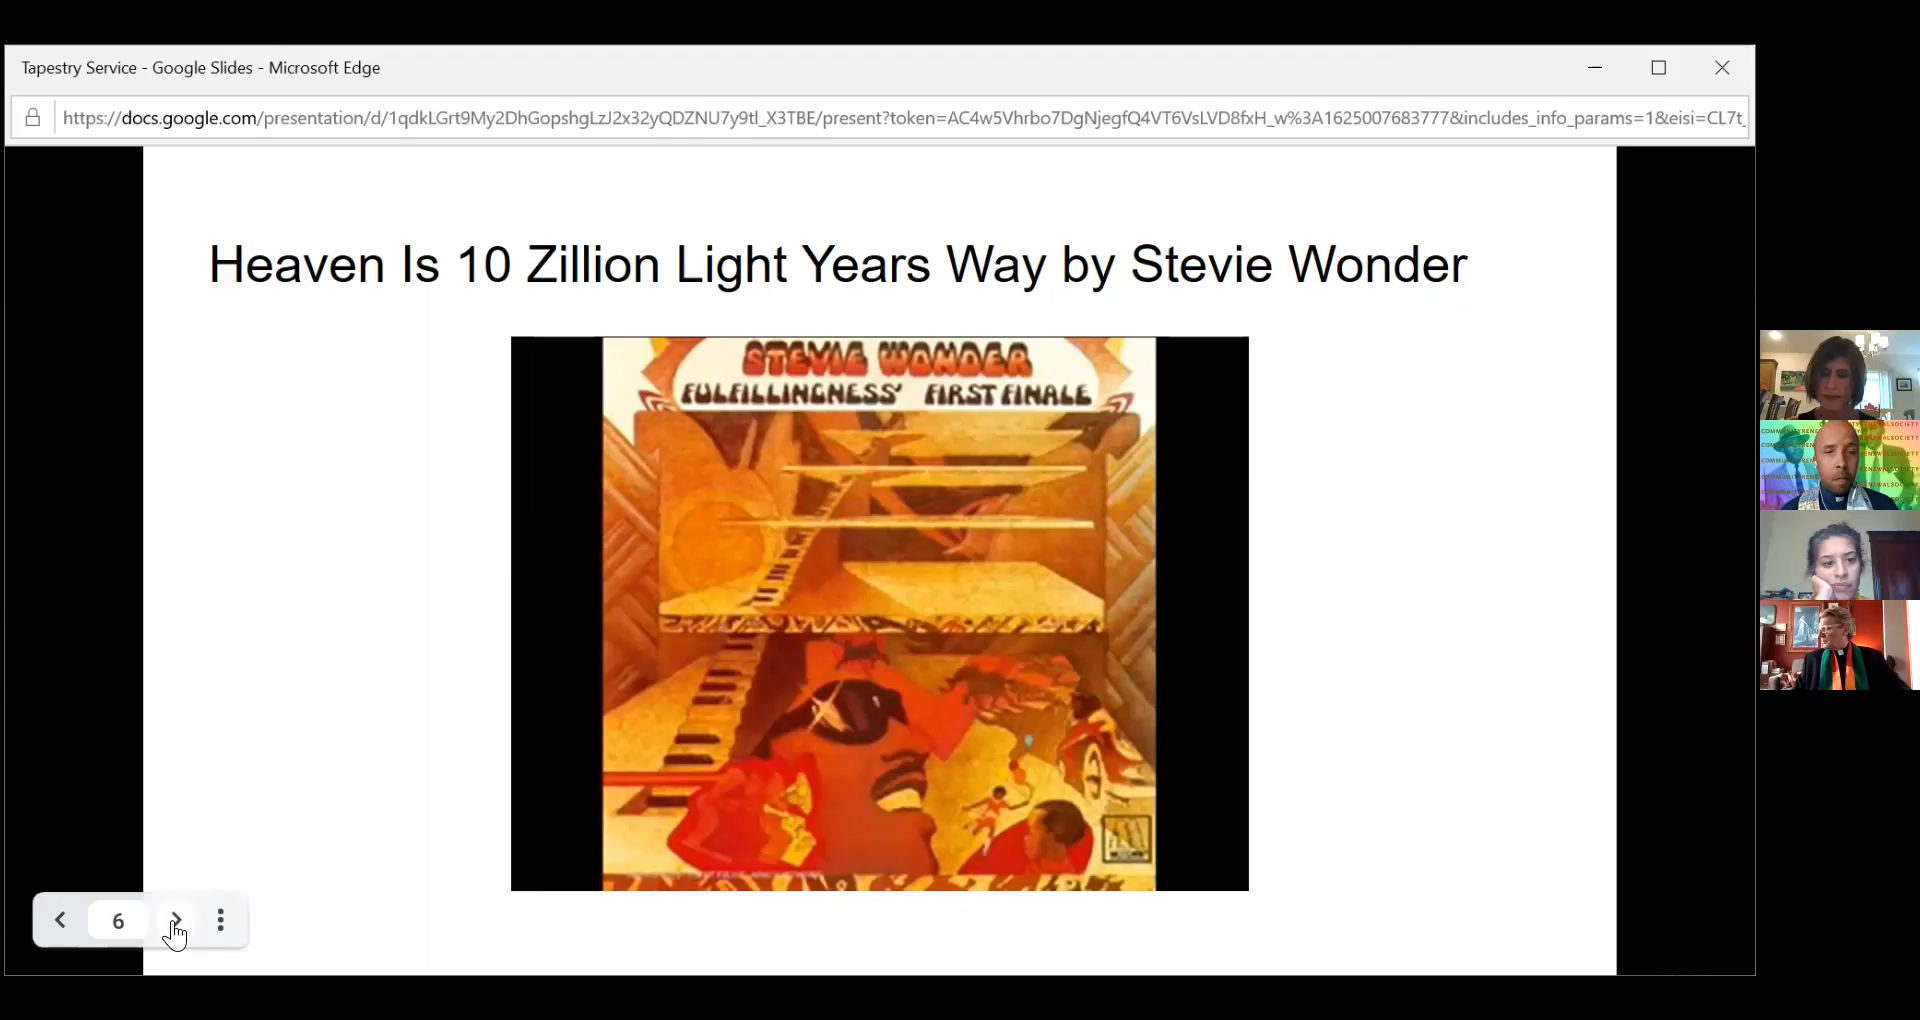 Tapestry Service - Google Slides - Microsoft Edge
https://docs.google.com/presentation/d/1qdkLGrt9My2DhGopshgLzJ2x32yQDZNU7y9tl_X3TBE/present?token=AC4w5Vhrbo7DgNjegfQ4VT6VsLVD8fxH_w%3A1625007683777&includes_info_params=1&eisi=CL7t_
Heaven Is 10 Zillion Light Years Way by Stevie Wonder
STEVIE WONDER
FULFILLINGNESS' FIRST FINALE
6